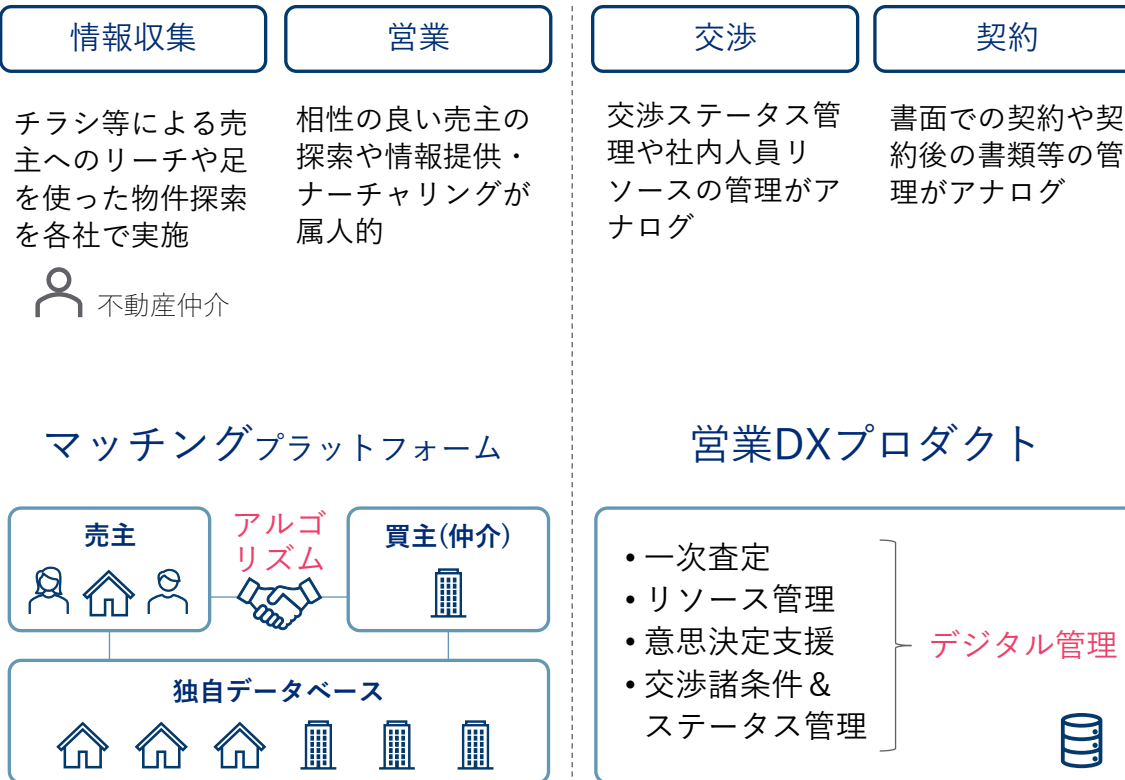 情報収集
営業
交渉
契約
チラシ等による売
主へのリーチや足
を使った物件探索
を各社で実施
相性の良い売主の
探索や情報提供・
ナーチャリングが
属人的
交渉ステータス管
理や社内人員リ
ソースの管理がア
ナログ
書面での契約や契
約後の書類等の管
理がアナログ
不動産仲介
マッチングプラットフォーム
営業DXプロダクト
売主
アルゴ
リズム
買主(仲介)
独自データベース
• 一次査定
• リソース管理
• 意思決定支援
• 交渉諸条件＆
ステータス管理
デジタル管理